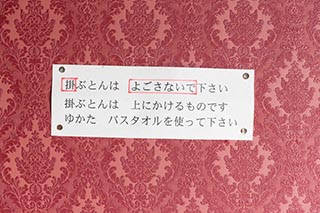 掛ぶとんは　よごさないで下さい
掛ぶとんは　上にかけるものです
ゆかた　バスタオルを使って下さい